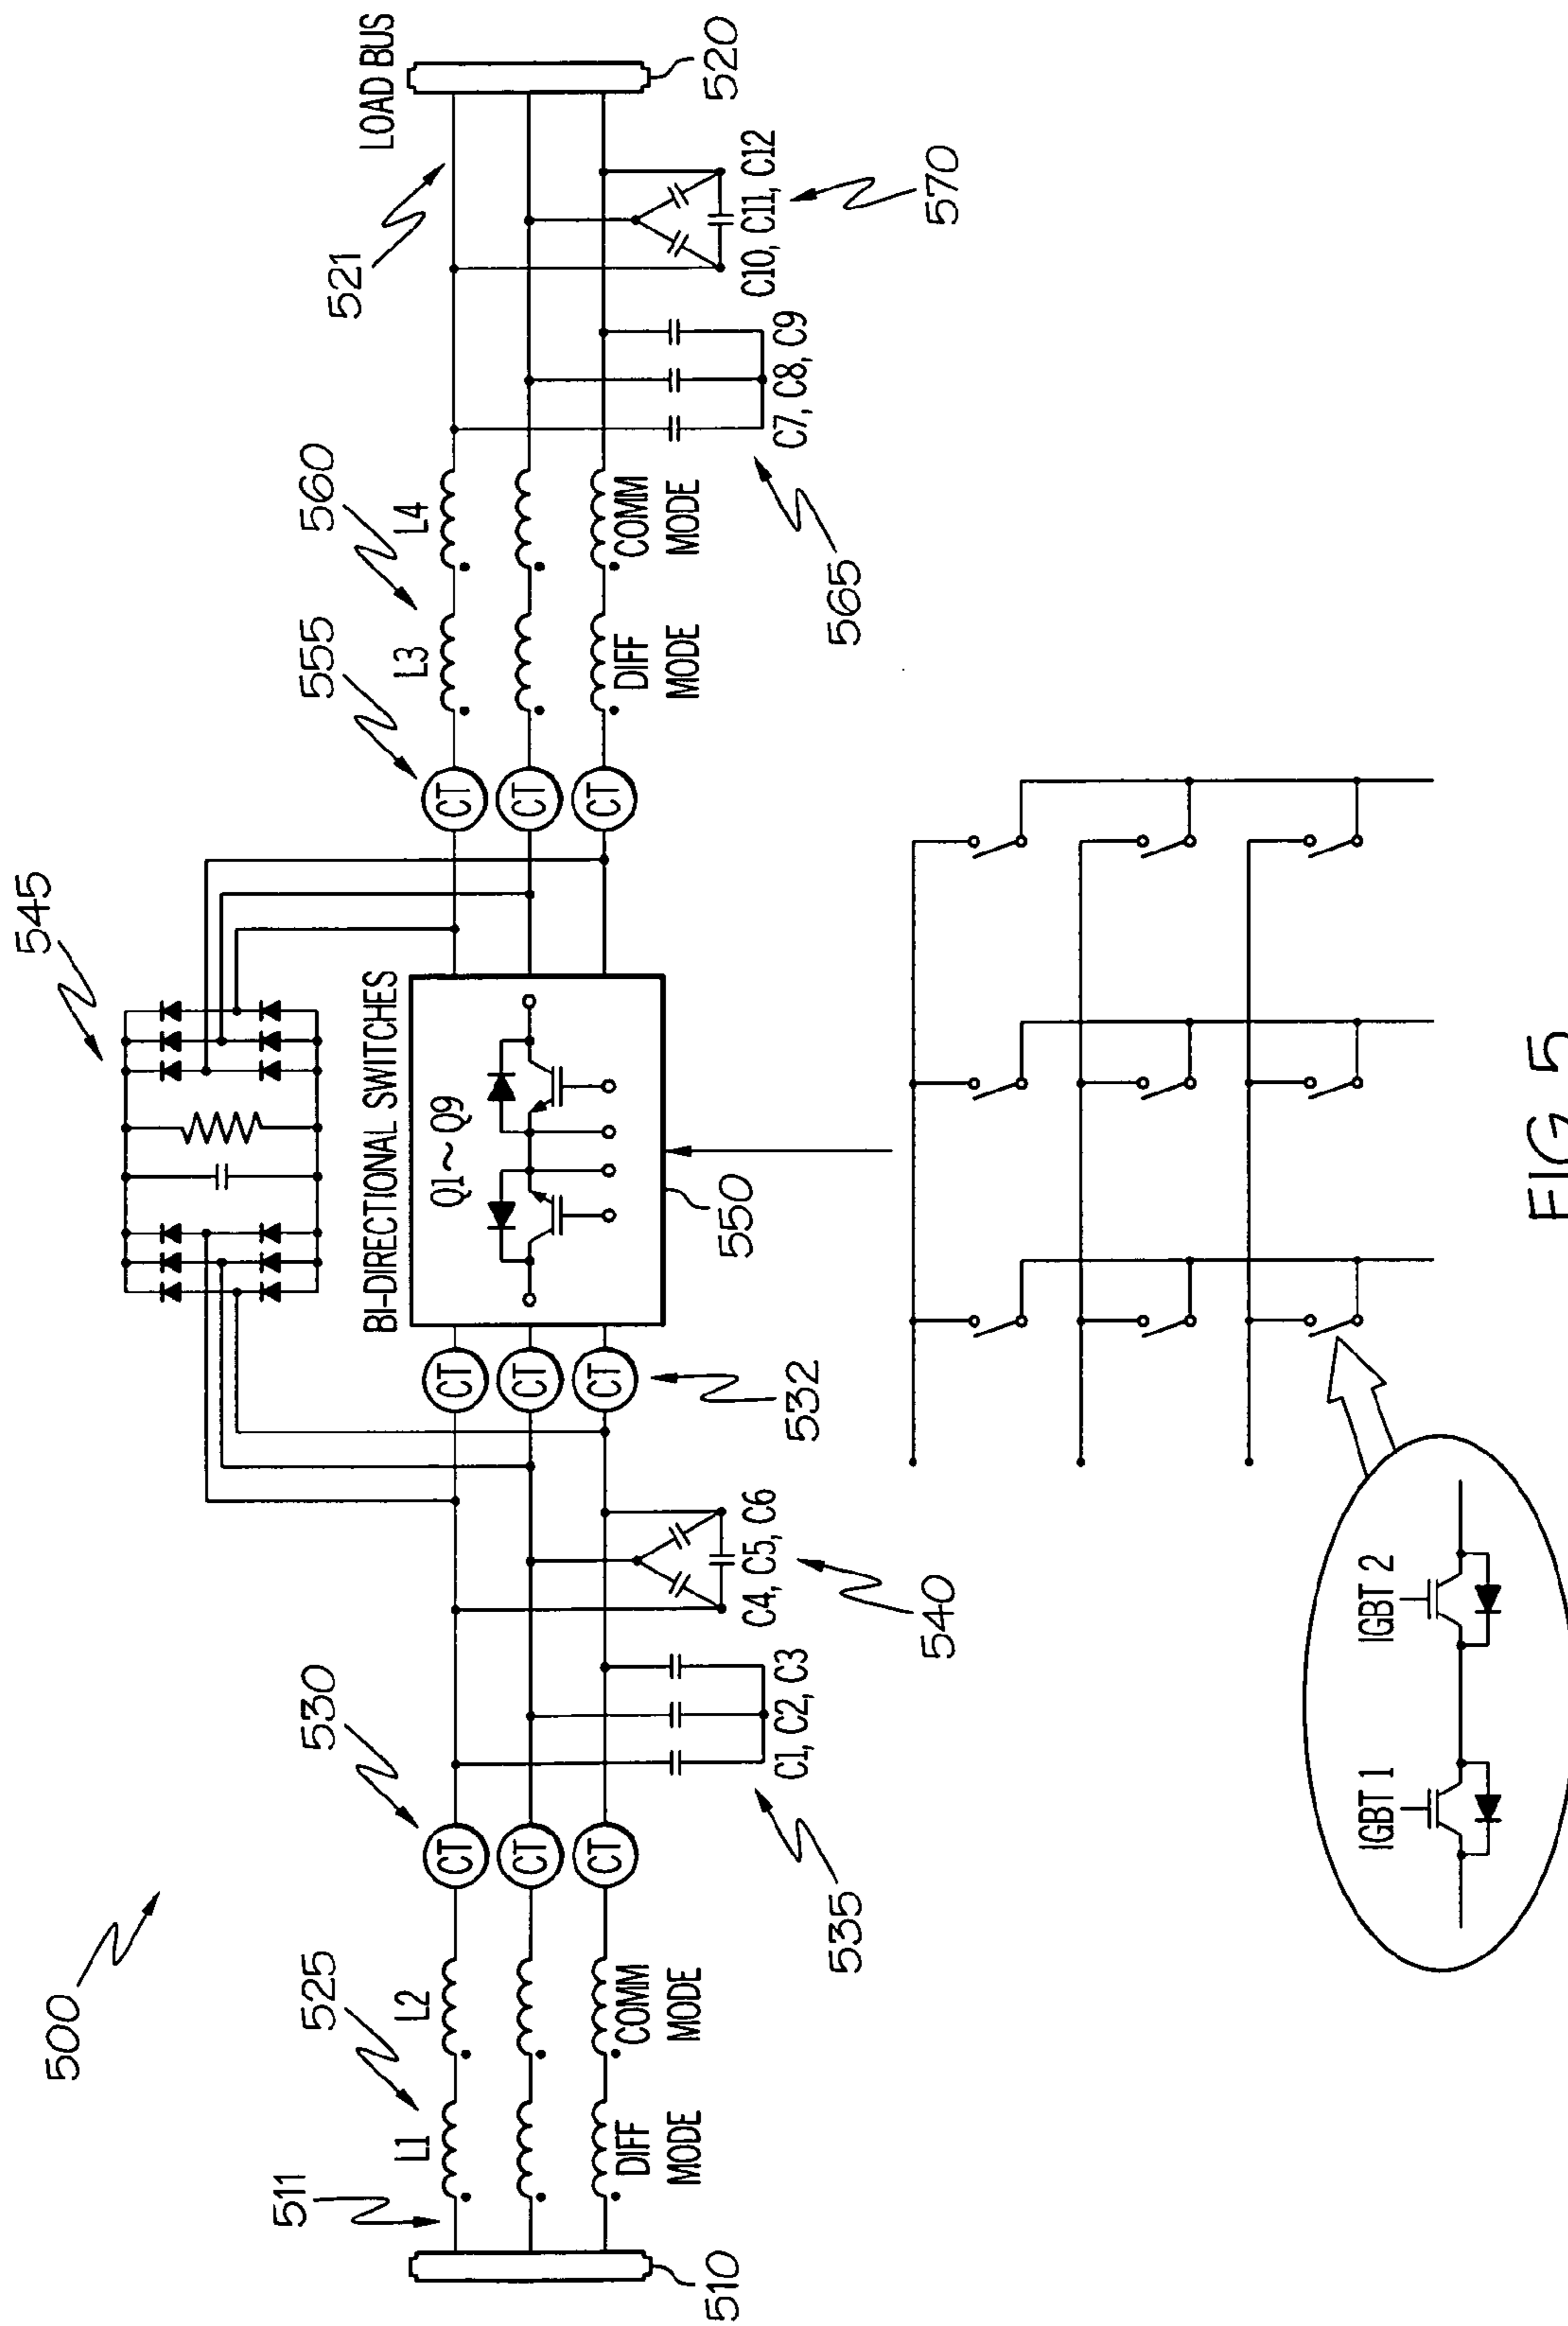 500
545
LOAD BUS
511
525
530
555
560
521
L1
L2
L3
L4
BI-DIRECTIONAL SWITCHES
Q1~Q9
CT
CT
CT
CT
CT
CT
CT
CT
CT
CT
CT
CT
DIFF
MODE
COMM
MODE
DIFF
MODE
COMM
MODE
510
535
C1, C2, C3
540
C4, C5, C6
532
550
565
C7, C8, C9
C10, C11, C12
570
520
IGBT 1
IGBT 2
FIG 5